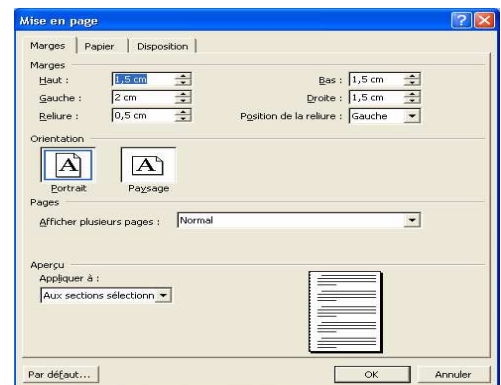 Mise en page
Marges Papier Disposition
Marges
Haut : 1,5 cm Bas : 1,5 cm
Gauche : 2 cm Droite : 1,5 cm
Reliure : 0,5 cm Position de la reliure : Gauche
Orientation
A A
Portrait Paysage
Pages
Afficher plusieurs pages : Normal
Aperçu
Appliquer à :
Aux sections sélectionn
Par défaut... OK Annuler